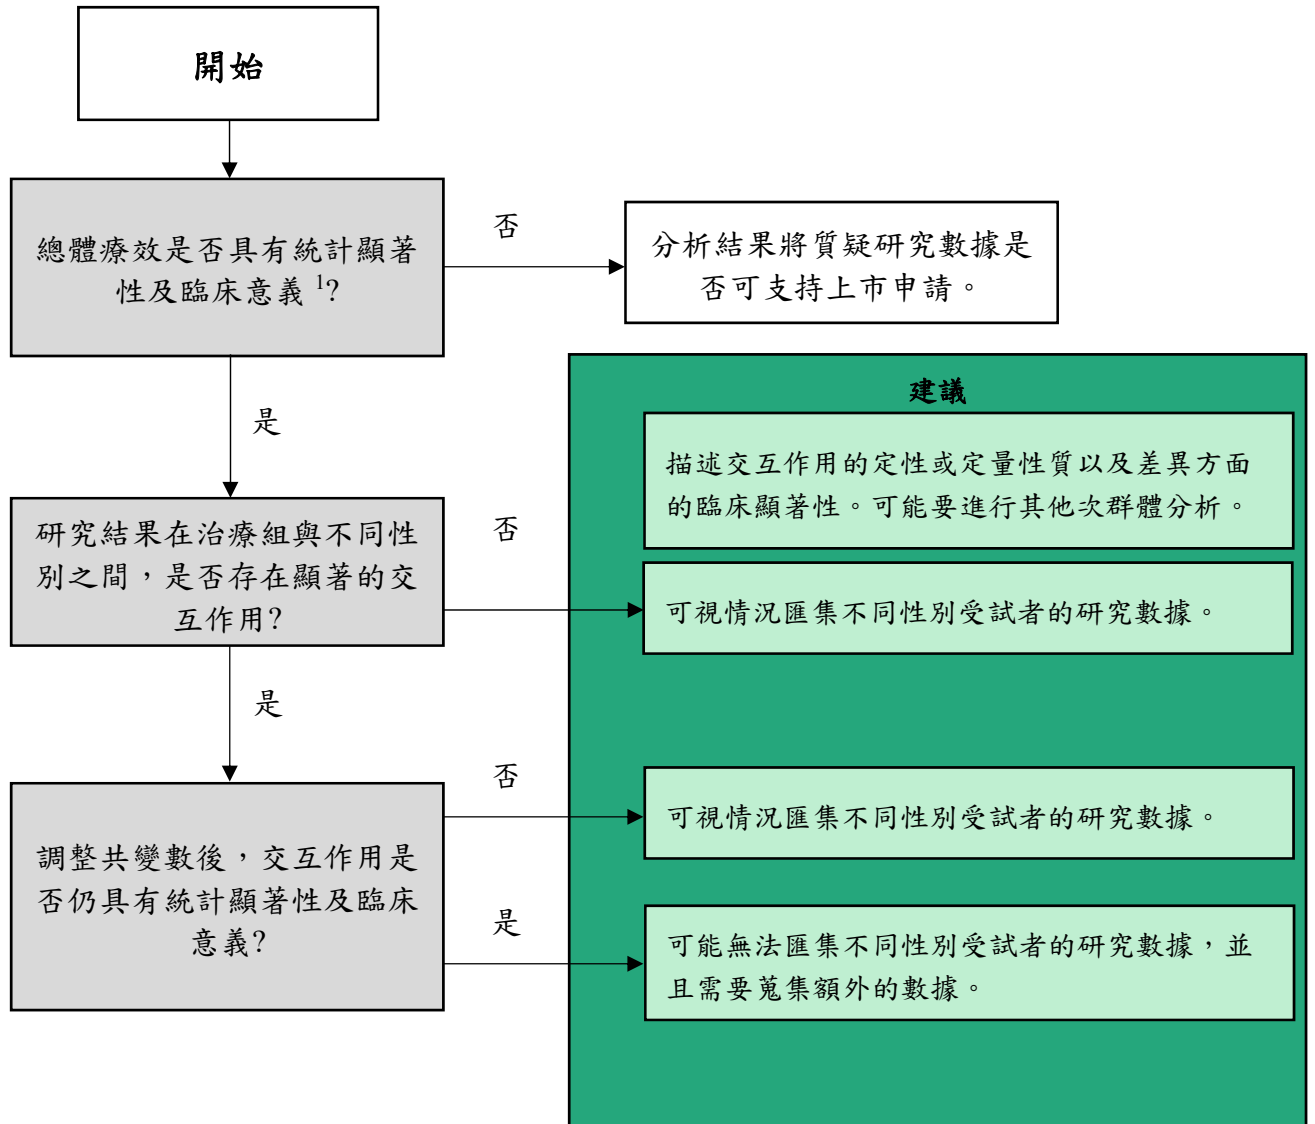 開始
總體療效是否具有統計顯著
性及臨床意義 1?
否
分析結果將質疑研究數據是
否可支持上市申請。
是
建議
描述交互作用的定性或定量性質以及差異方面
的臨床顯著性。可能要進行其他次群體分析。
研究結果在治療組與不同性
別之間,是否存在顯著的交
互作用?
否
可視情況匯集不同性別受試者的研究數據。
是
調整共變數後,交互作用是
否仍具有統計顯著性及臨床
意義?
否
可視情況匯集不同性別受試者的研究數據。
是
可能無法匯集不同性別受試者的研究數據,並
且需要蒐集額外的數據。